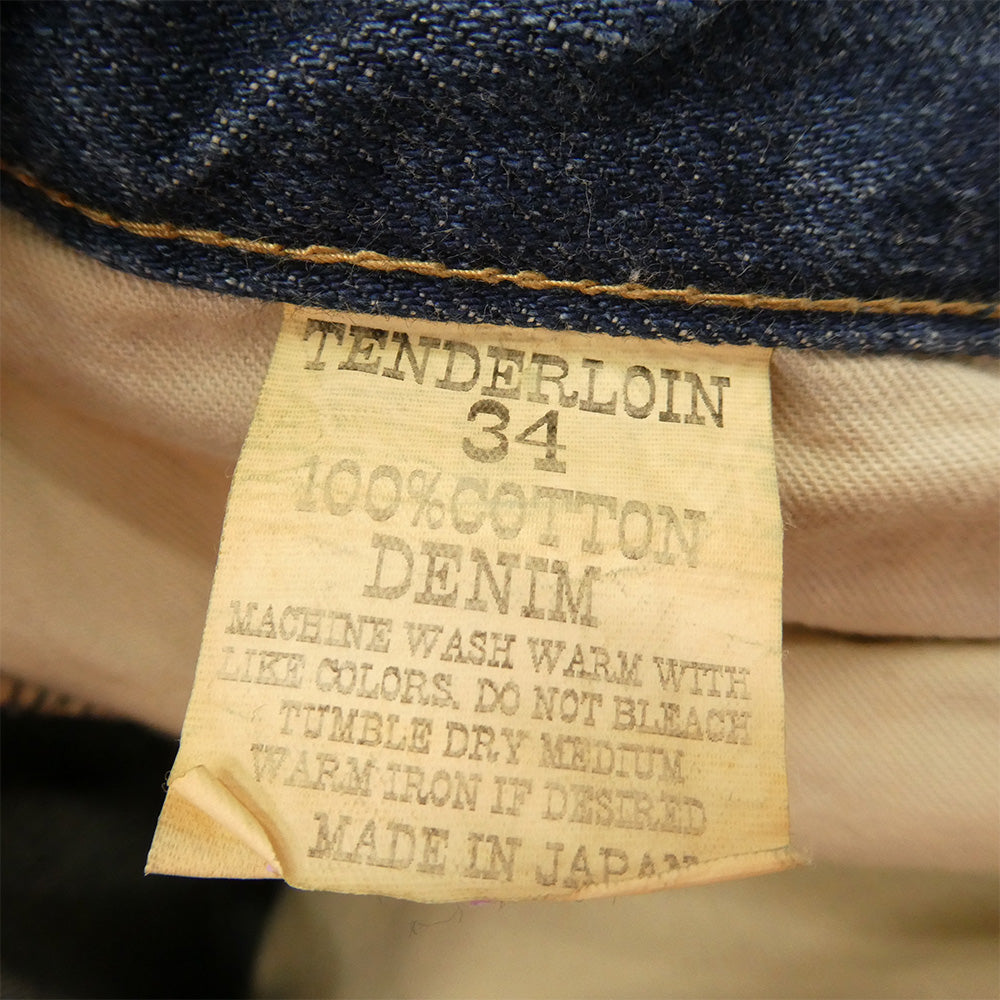 TENDERLOIN
34
100%COTTON
DENIM
MACHINE WASH WARM WITH
LIKE COLORS. DO NOT BLEACH
TUMBLE DRY MEDIUM
WARM IRON IF DESIRED
MADE IN JAPAN